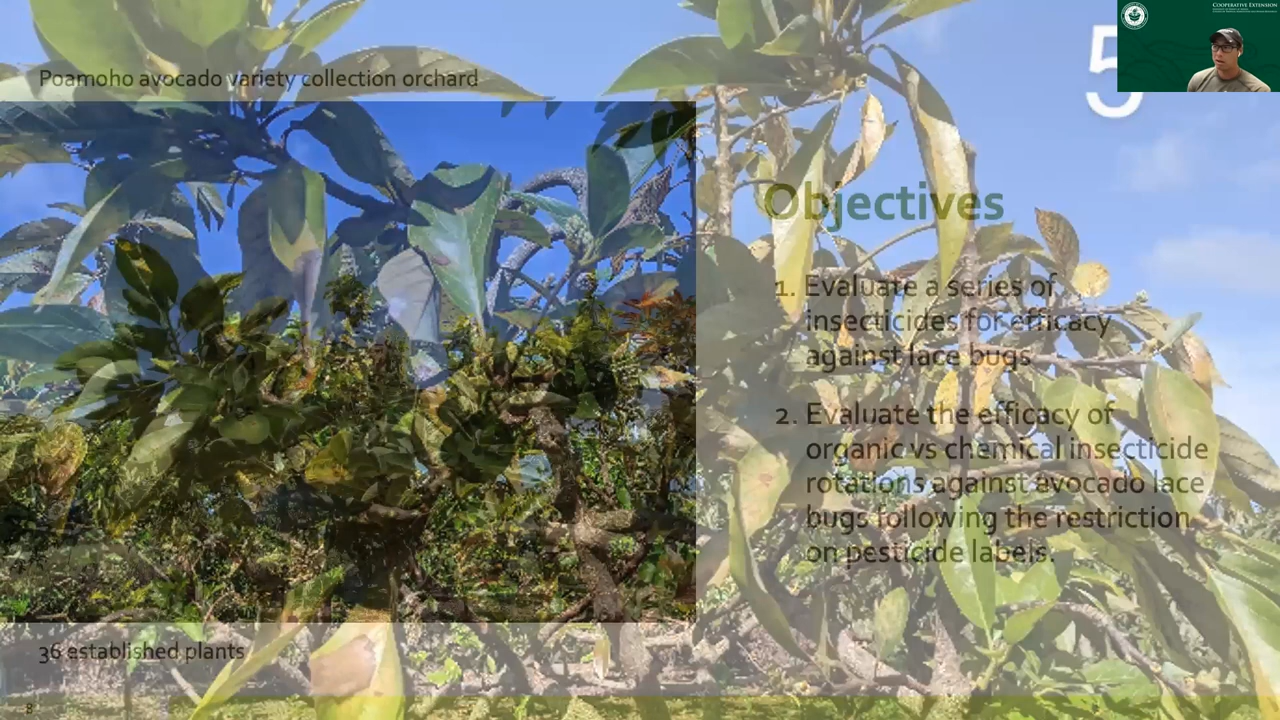 COOPERATIVE EXTENSION
Poamoho avocado variety collection orchard
5
Objectives
1. Evaluate a series of
insecticides for efficacy
against lace bugs
2. Evaluate the efficacy of
organic vs chemical insecticide
rotations against avocado lace
bugs following the restriction
on pesticide labels.
36 established plants
8